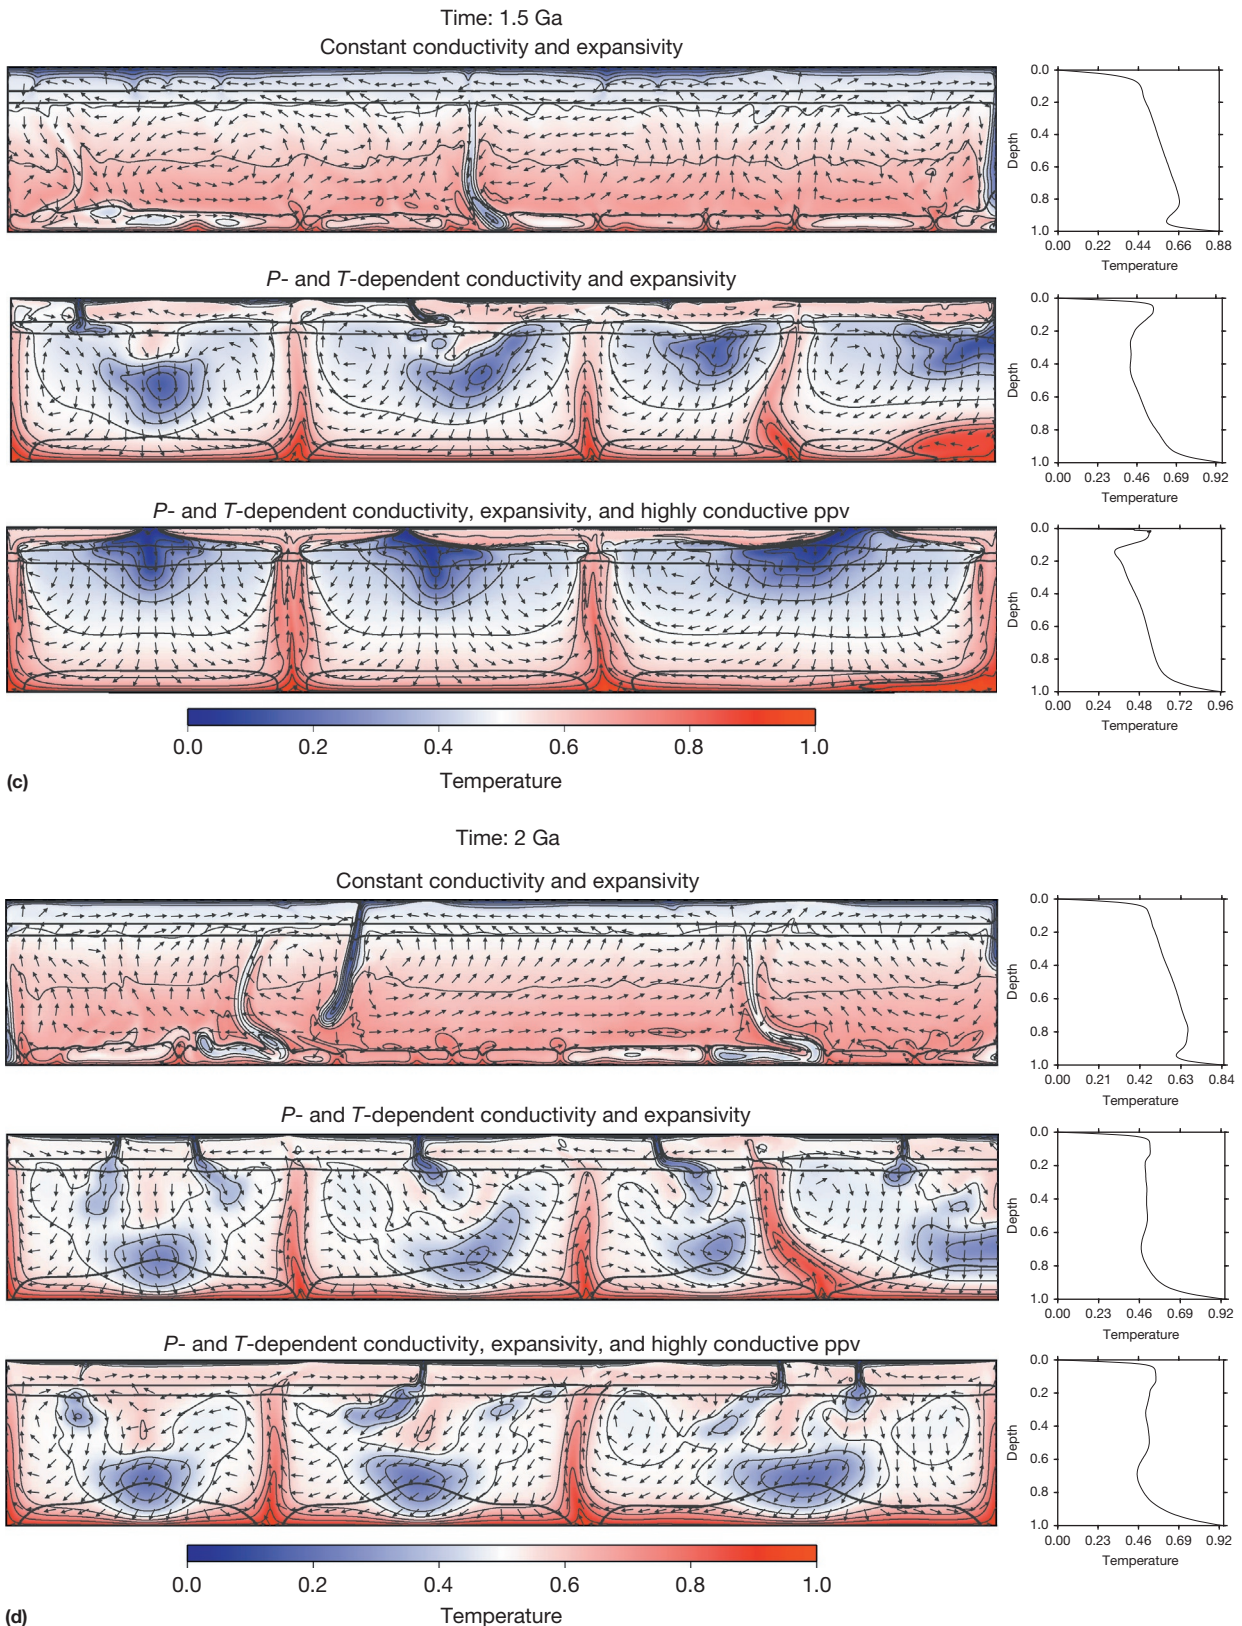 Time: 1.5 Ga
Constant conductivity and expansivity
0.0
0.2
0.4
0.6
0.8
1.0
Depth
0.00 0.22 0.44 0.66 0.88
Temperature
P- and T-dependent conductivity and expansivity
0.0
0.2
0.4
0.6
0.8
1.0
Depth
0.00 0.23 0.46 0.69 0.92
Temperature
P- and T-dependent conductivity, expansivity, and highly conductive ppv
0.0
0.2
0.4
0.6
0.8
1.0
Depth
0.00 0.24 0.48 0.72 0.96
Temperature
0.0 0.2 0.4 0.6 0.8 1.0
Temperature
(c)
Time: 2 Ga
Constant conductivity and expansivity
0.0
0.2
0.4
0.6
0.8
1.0
Depth
0.00 0.21 0.42 0.63 0.84
Temperature
P- and T-dependent conductivity and expansivity
0.0
0.2
0.4
0.6
0.8
1.0
Depth
0.00 0.23 0.46 0.69 0.92
Temperature
P- and T-dependent conductivity, expansivity, and highly conductive ppv
0.0
0.2
0.4
0.6
0.8
1.0
Depth
0.00 0.23 0.46 0.69 0.92
Temperature
0.0 0.2 0.4 0.6 0.8 1.0
Temperature
(d)